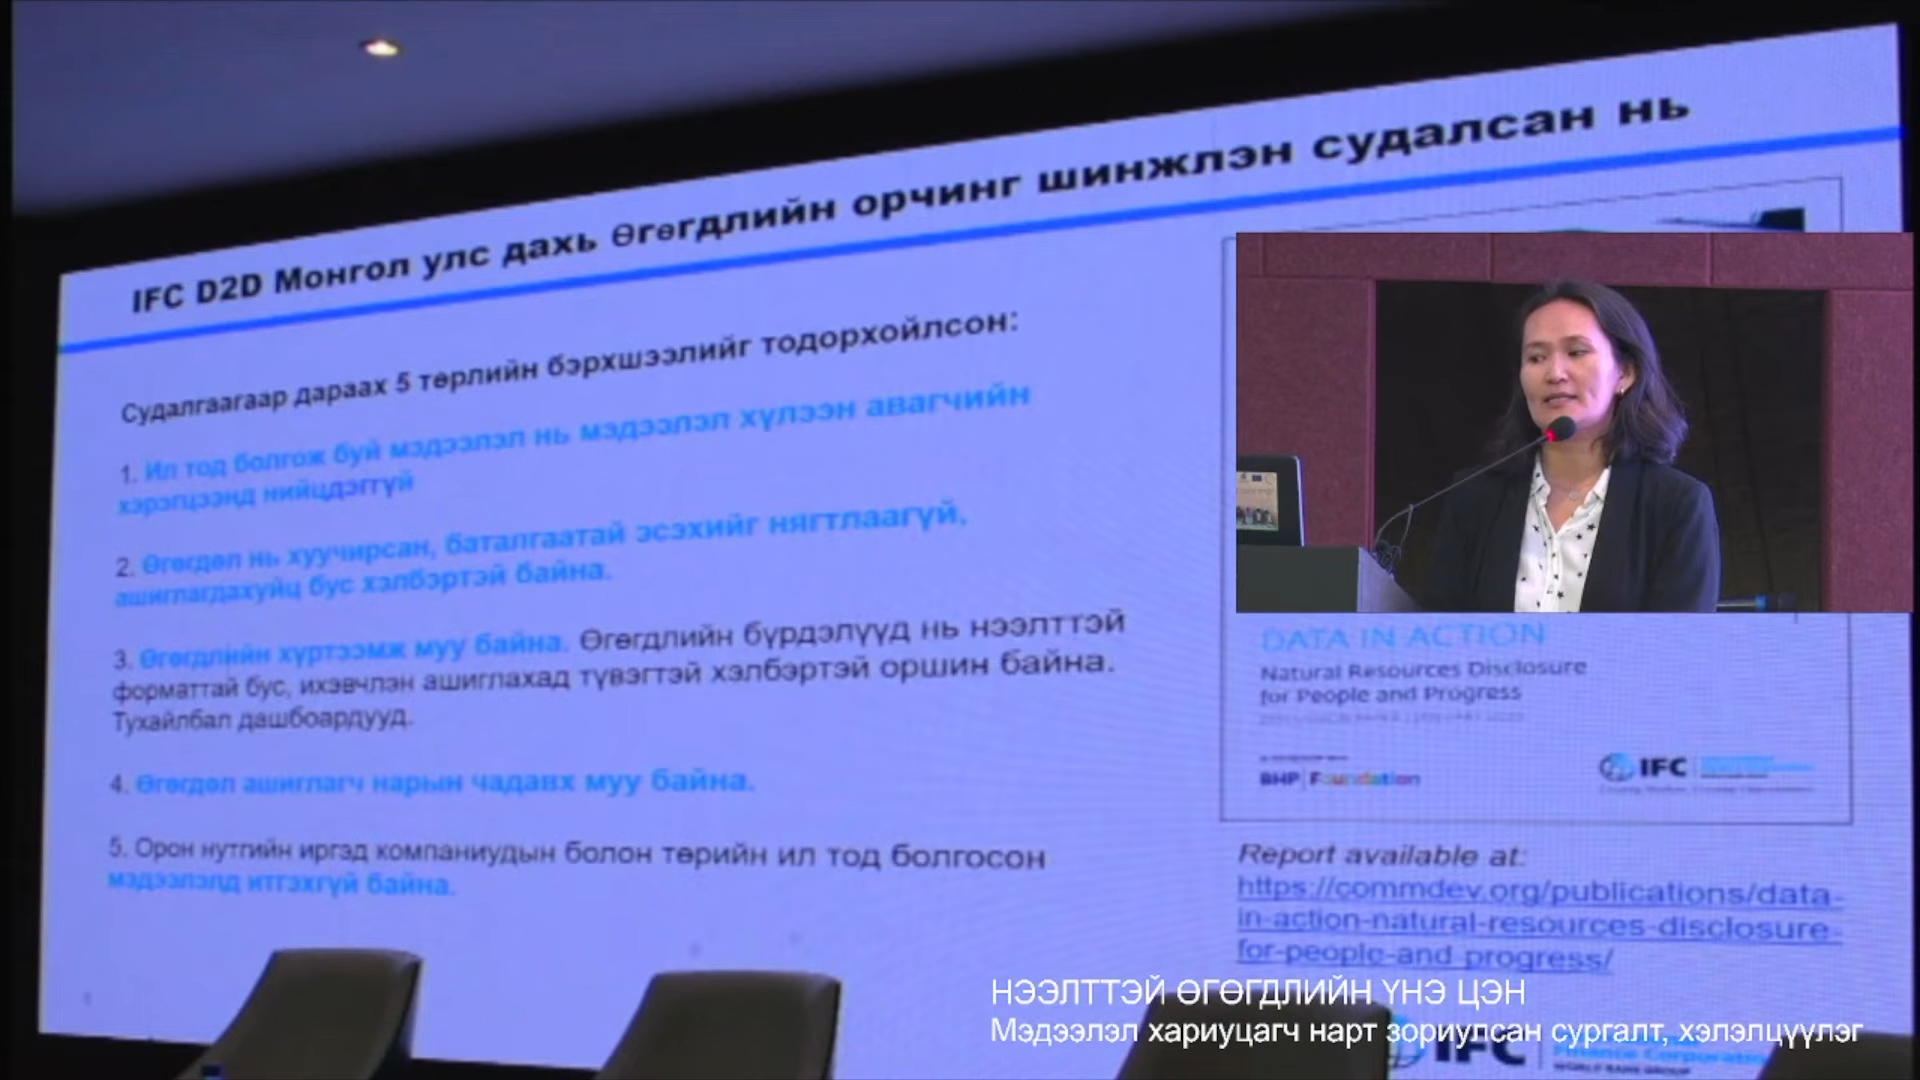 IFC D2D Монгол улс дахь Өгөгдлийн орчинг шинжлэн судалсан нь
Судалгаагаар дараах 5 төрлийн бэрхшээлийг тодорхойлсон:
1. Ил тод болгож буй мэдээлэл нь мэдээлэл хүлээн авагчийн
хэрэгцээнд нийцдэггүй
2. Өгөгдөл нь хуучирсан, баталгаатай эсэхийг нягтлаагүй,
ашиглагдахуйц бус хэлбэртэй байна.
3. Өгөгдлийн хүртээмж муу байна. Өгөгдлийн бүрдэлүүд нь нээлттэй
форматтай бус, ихэвчлэн ашиглахад түвэгтэй хэлбэртэй оршин байна.
Тухайлбал дашбоардууд.
4. Өгөгдөл ашиглагч нарын чадавх муу байна.
5. Орон нутгийн иргэд компаниудын болон төрийн ил тод болгосон
мэдээлэлд итгэхгүй байна.
DATA IN ACTION
Natural Resources Disclosure
for People and Progress
BHP Foundation
IFC
Report available at:
https://commdev.org/publications/data-
in-action-natural-resources-disclosure-
for-people-and progress/
НЭЭЛТТЭЙ ӨГӨГДЛИЙН ҮНЭ ЦЭН
Мэдээлэл хариуцагч нарт зориулсан сургалт, хэлэлцүүлэг
IFC
Finance Corporation
WORLD BANK GROUP